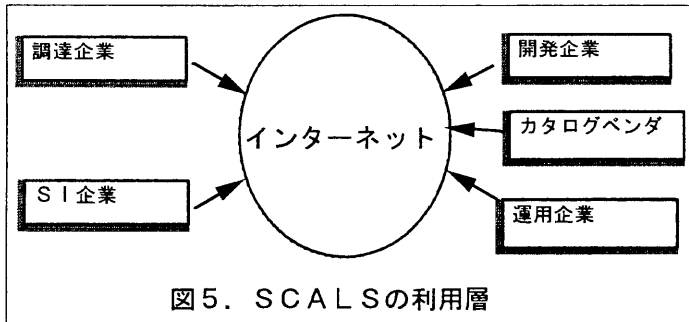 調達企業
開発企業
インターネット
カタログベンダ
ＳＩ企業
運用企業
図５．ＳＣＡＬＳの利用層